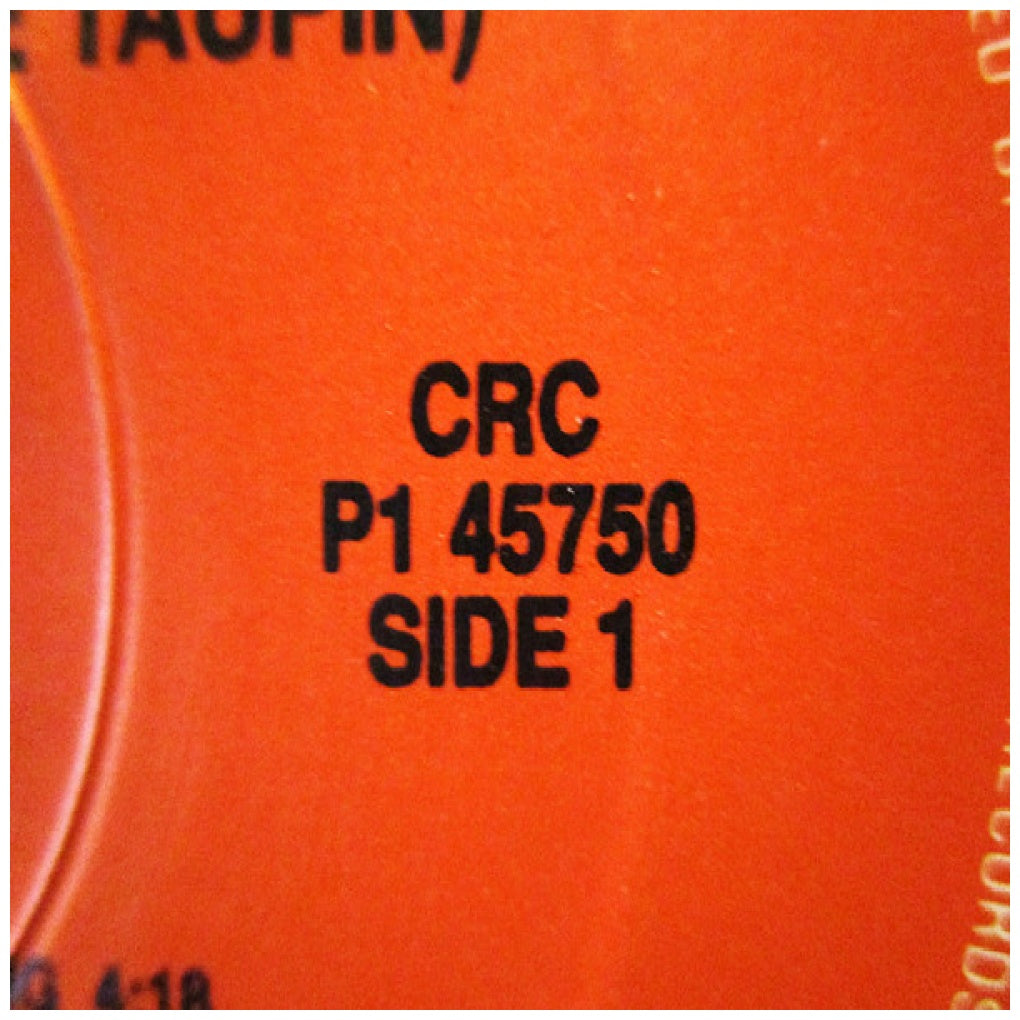 TAUPIN)
CRC
P1 45750
SIDE 1
4:18